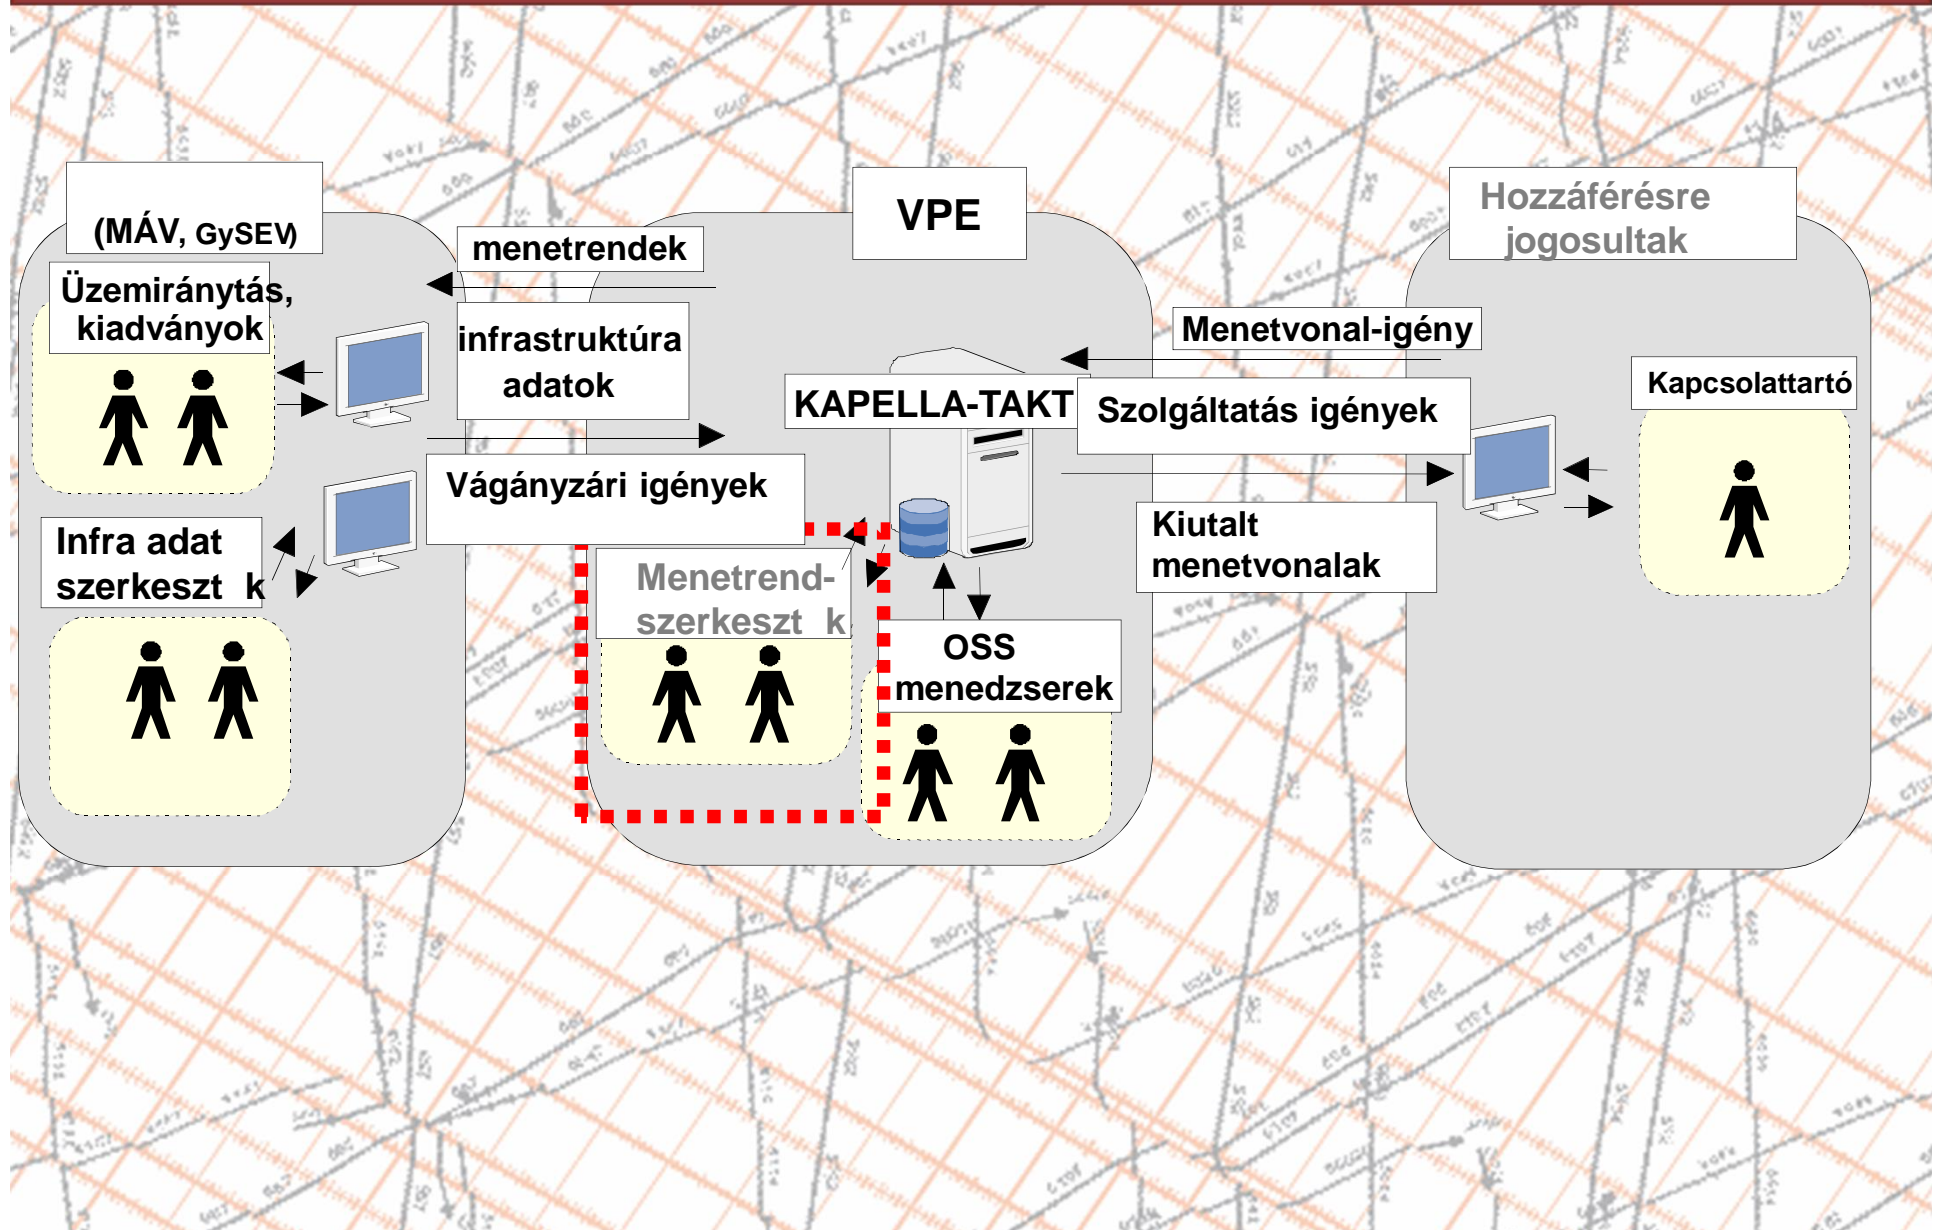 (MÁV, GySEV)
Üzemiránytás,
kiadványok
Infra adat
szerkeszt k
menetrendek
infrastruktúra
adatok
Vágányzári igények
VPE
KAPELLA-TAKT
Menetrend-
szerkeszt k
OSS
menedzserek
Menetvonal-igény
Szolgáltatás igények
Kiutalt
menetvonalak
Hozzáférésre
jogosultak
Kapcsolattartó